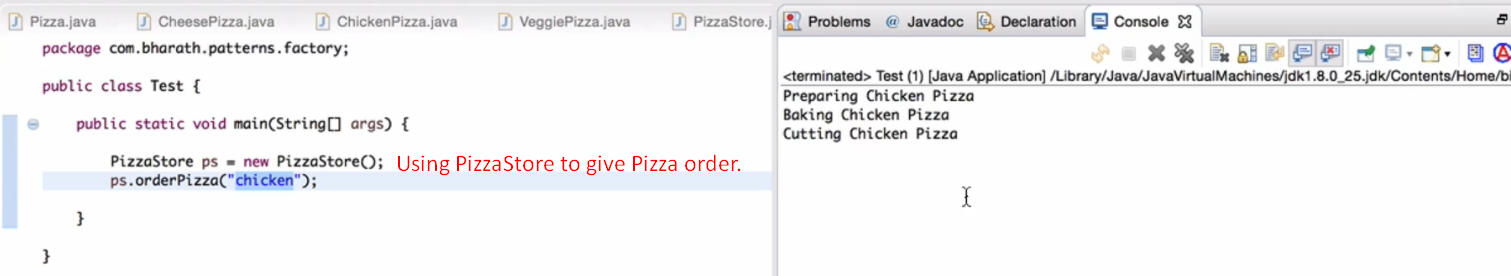 Pizza.java
CheesePizza.java
ChickenPizza.java
VeggiePizza.java
PizzaStore.j
package com.bharath.patterns.factory;
public class Test {
public static void main(String[] args) {
PizzaStore ps = new PizzaStore(); Using PizzaStore to give Pizza order.
ps.orderPizza("chicken");
}
}
Problems
@ Javadoc
Declaration
Console
<terminated> Test (1) [Java Application] /Library/Java/JavaVirtualMachines/jdk1.8.0_25.jdk/Contents/Home/bi
Preparing Chicken Pizza
Baking Chicken Pizza
Cutting Chicken Pizza